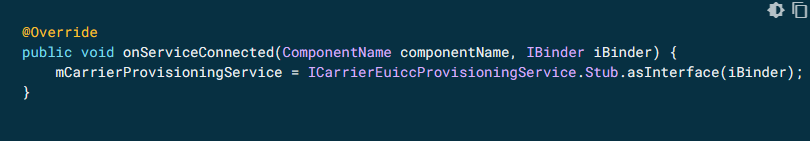 @Override
public void onServiceConnected(ComponentName componentName, IBinder iBinder) {
    mCarrierProvisioningService = ICarrierEuiccProvisioningService.Stub.asInterface(iBinder);
}